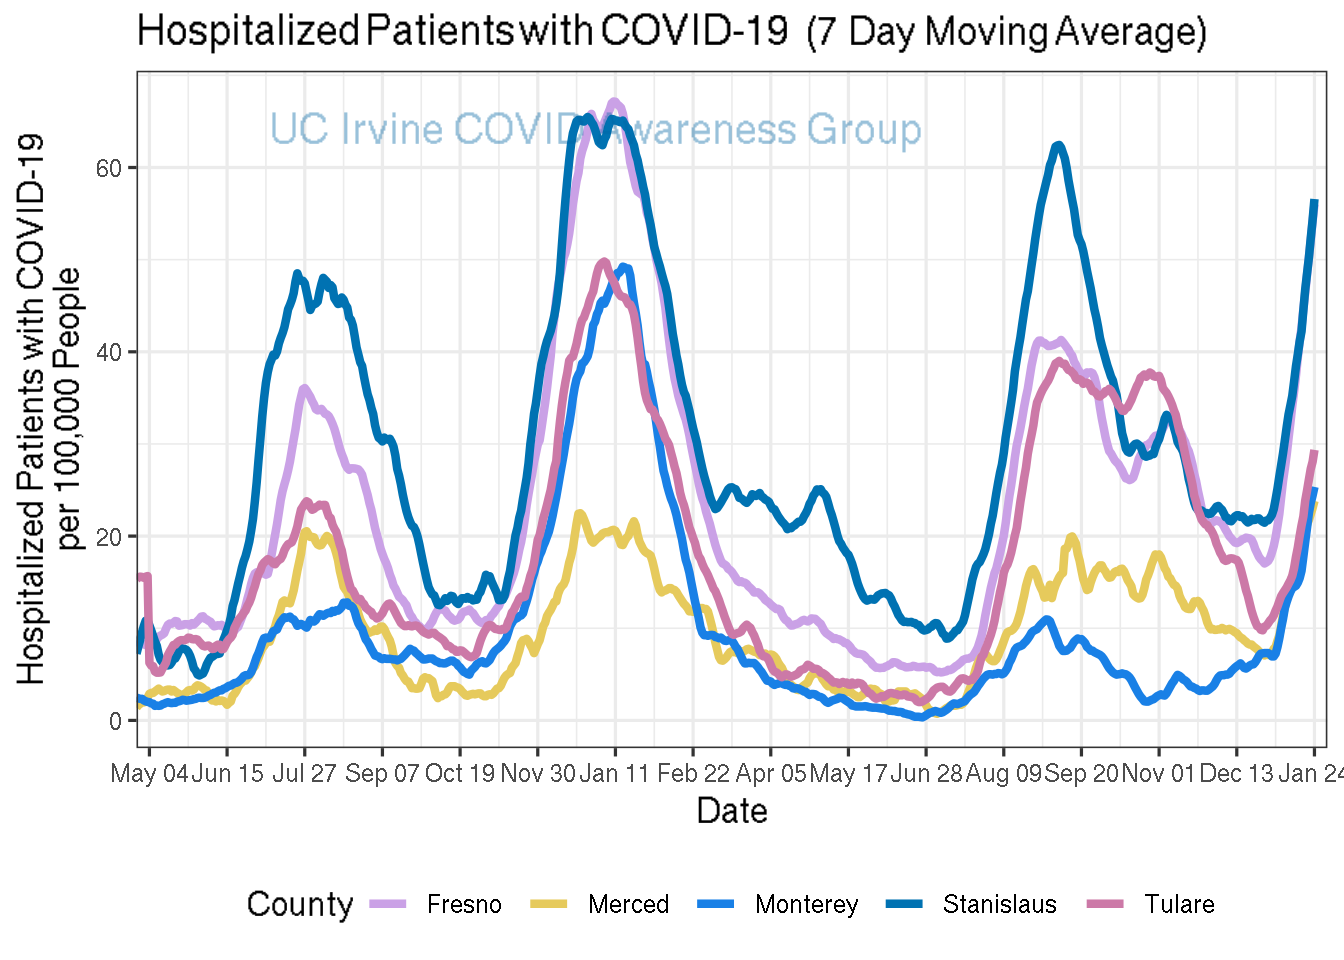 Hospitalized Patients with COVID-19 (7 Day Moving Average)
UC Irvine COVID Awareness Group
Hospitalized Patients with COVID-19
per 100,000 People
60
40
20
0
May 04 Jun 15 Jul 27 Sep 07 Oct 19 Nov 30 Jan 11 Feb 22 Apr 05 May 17 Jun 28 Aug 09 Sep 20 Nov 01 Dec 13 Jan 24
Date
County Fresno Merced Monterey Stanislaus Tulare